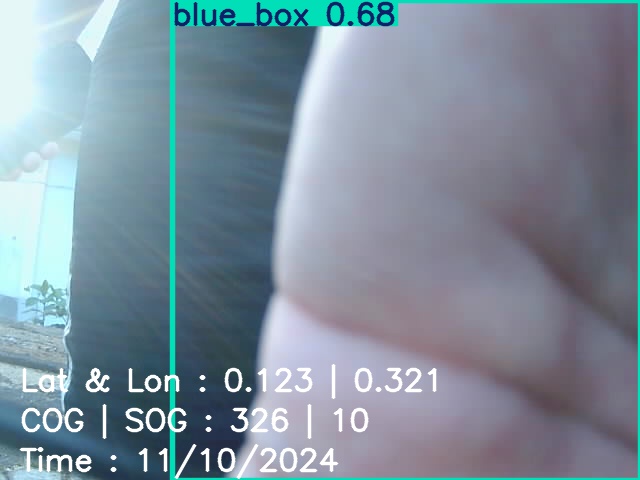 blue_box 0.68
Lat & Lon : 0.123 | 0.321
COG | SOG : 326 | 10
Time : 11/10/2024